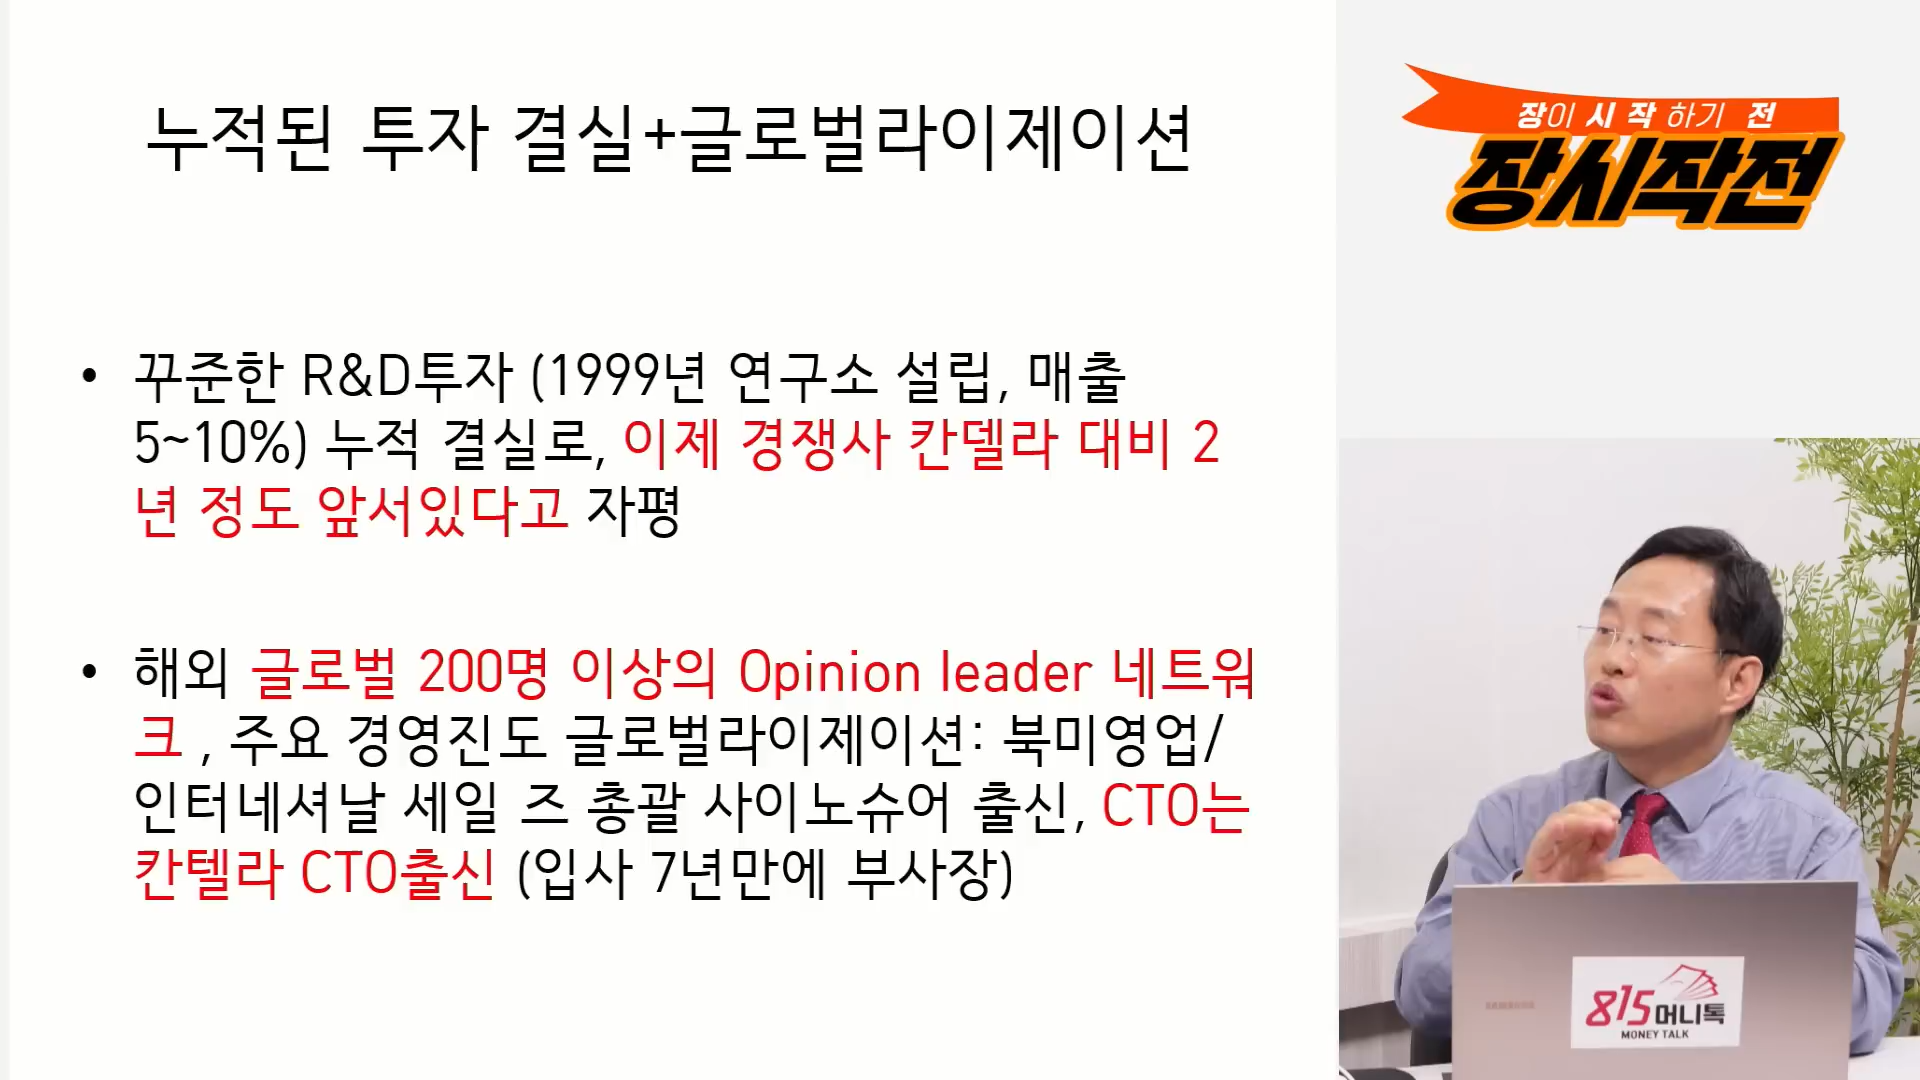 누적된 투자 결실+글로벌라이제이션
• 꾸준한 R&D투자 (1999년 연구소 설립, 매출
5~10%) 누적 결실로, 이제 경쟁사 칸델라 대비 2
년 정도 앞서있다고 자평
• 해외 글로벌 200명 이상의 Opinion leader 네트워
크 , 주요 경영진도 글로벌라이제이션: 북미영업/
인터네셔날 세일 즈 총괄 사이노슈어 출신, CTO는
칸텔라 CTO출신 (입사 7년만에 부사장)
장이 시 작 하기 전
장시작전
SAMSUNG
815머니톡
MONEY TALK